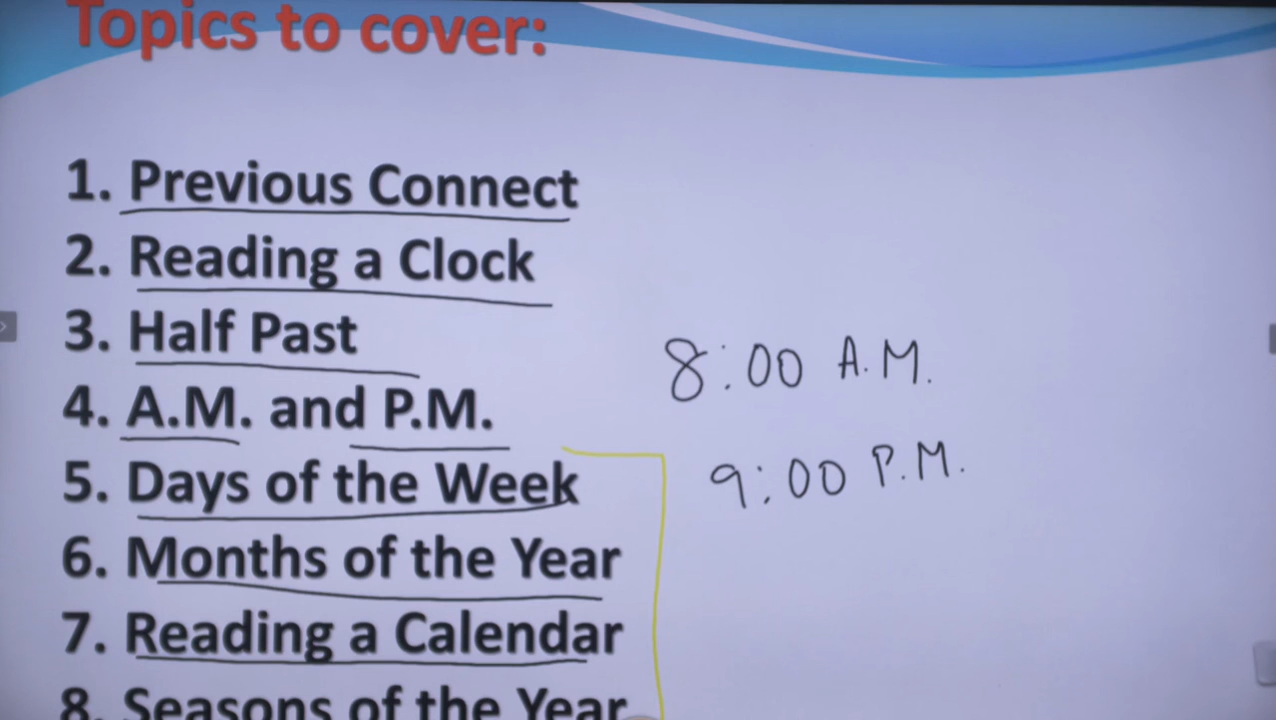 Topics to cover:
1. Previous Connect
2. Reading a Clock
3. Half Past
8:00 A.M.
4. A.M. and P.M.
9:00 P.M.
5. Days of the Week
6. Months of the Year
7. Reading a Calendar
8. Seasons of the Year